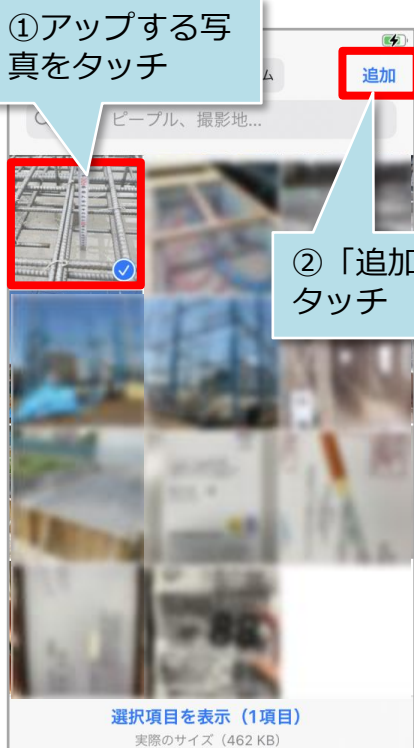 ①アップする写
真をタッチ
ム
追加
ピープル、撮影地...
②「追加
タッチ
選択項目を表示（1項目）
実際のサイズ（462 KB）